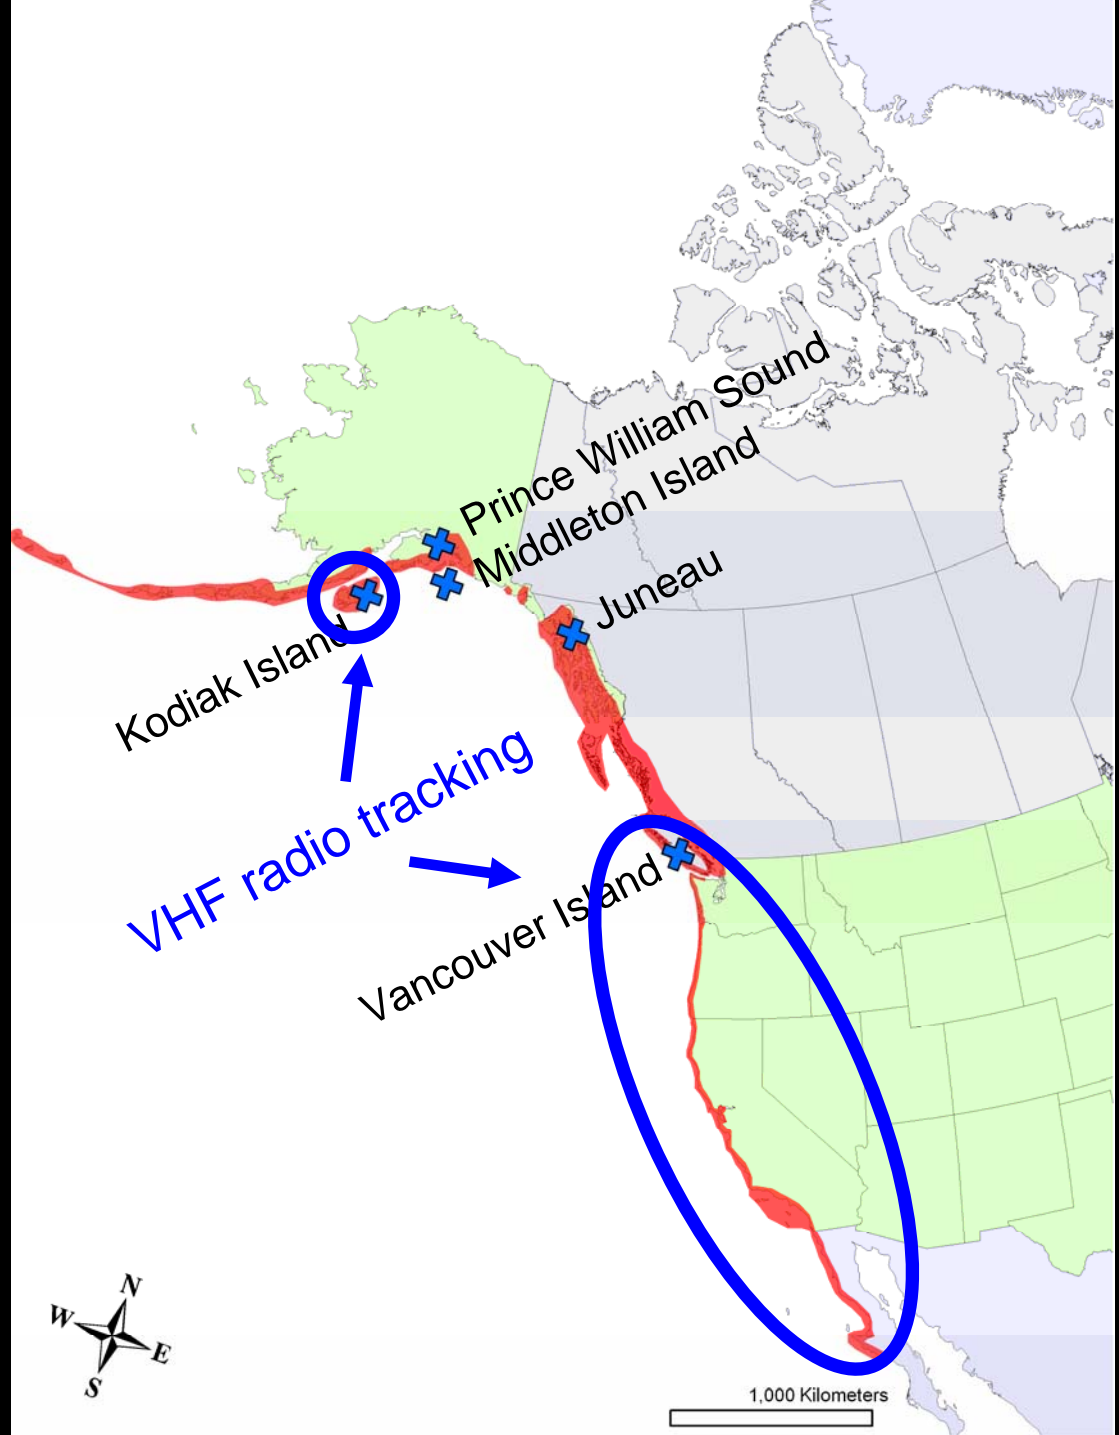 Prince William Sound
Middleton Island
Juneau
Kodiak Island
VHF radio tracking
Vancouver Island
N
W
E
S
1,000 Kilometers